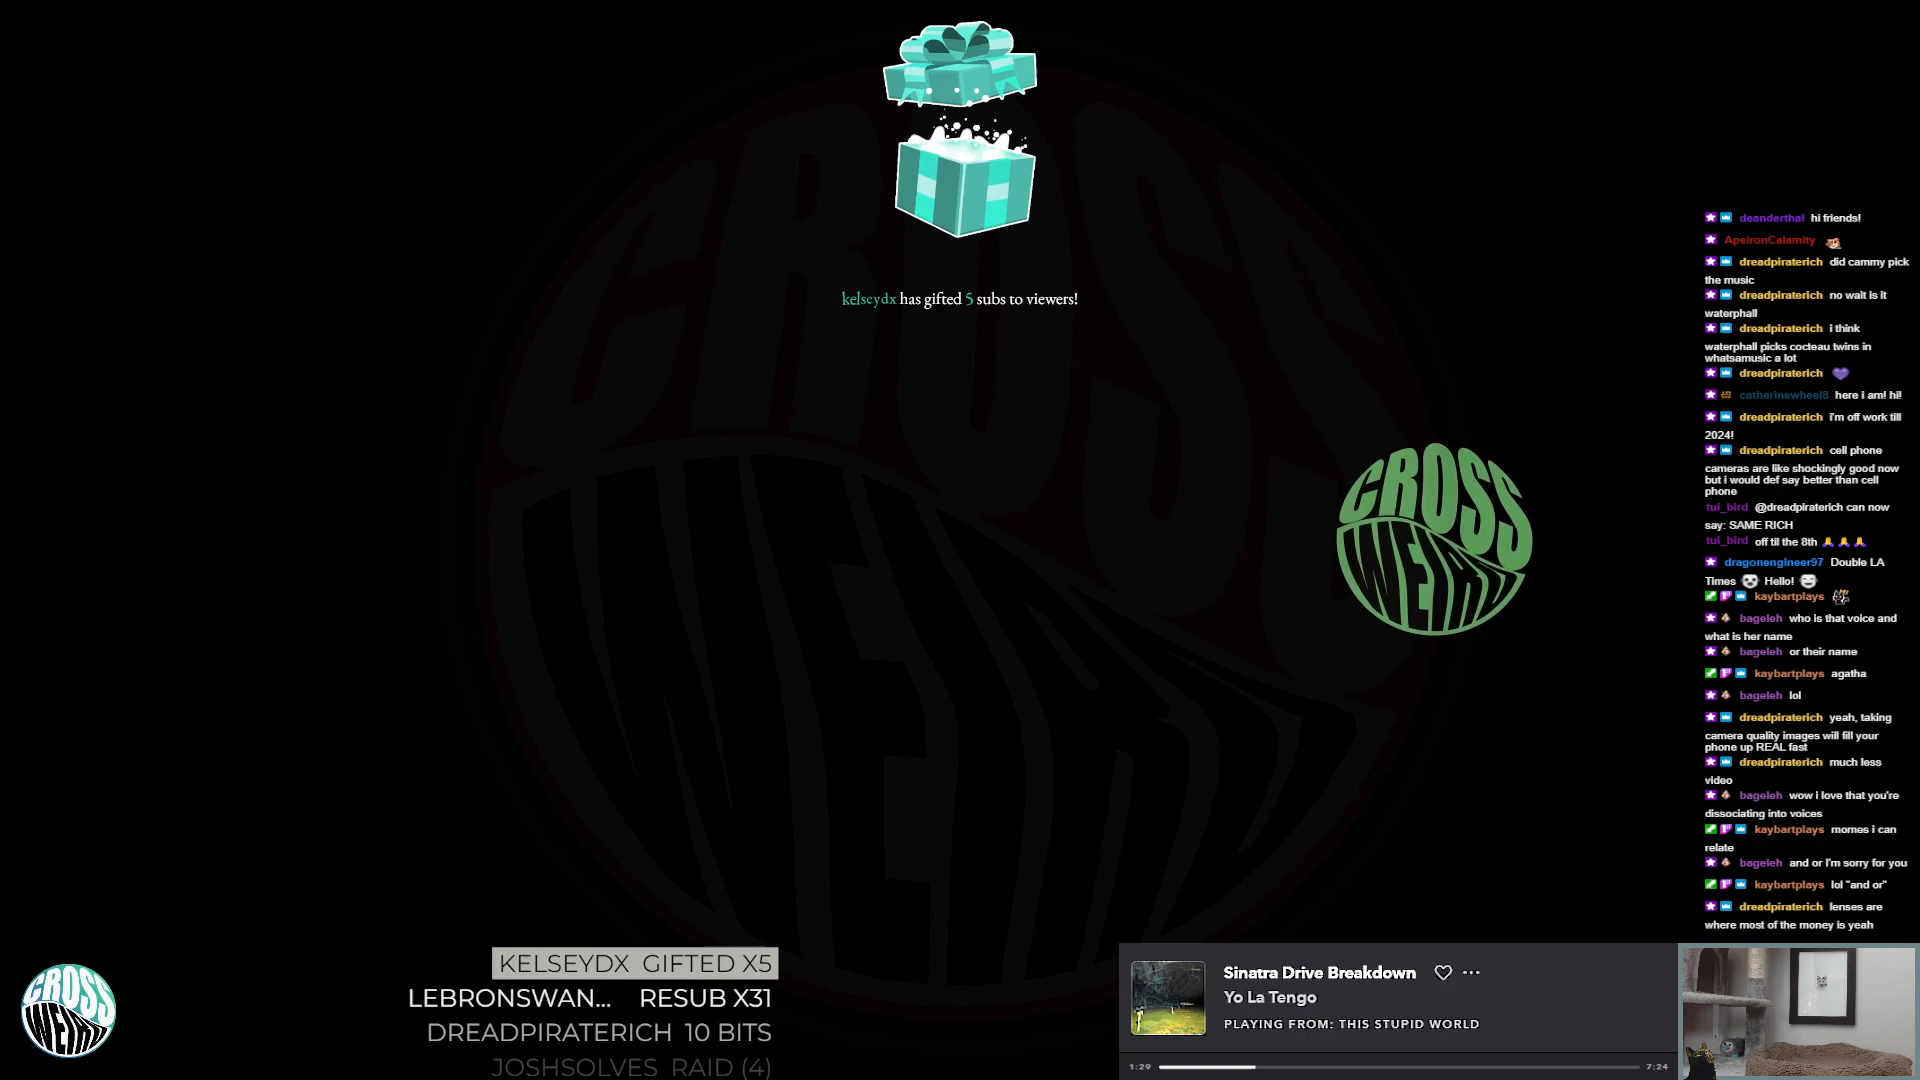 CROSS
WEIRD
kelseydx has gifted 5 subs to viewers!
deanderthal hi friends!
ApeironCalamity
dreadpiraterich did cammy pick
the music
dreadpiraterich no wait is it
waterphall
dreadpiraterich i think
waterphall picks cocteau twins in
whatsamusic a lot
dreadpiraterich
catherinewheel8 here i am! hi!
dreadpiraterich i'm off work till
2024!
dreadpiraterich cell phone
cameras are like shockingly good now
but i would def say better than cell
phone
tui_bird @dreadpiraterich can now
say: SAME RICH
tui_bird off til the 8th
dragonengineer97 Double LA
Times Hello!
kaybartplays
bageleh who is that voice and
what is her name
bageleh or their name
kaybartplays agatha
bageleh lol
dreadpiraterich yeah, taking
camera quality images will fill your
phone up REAL fast
dreadpiraterich much less
video
bageleh wow i love that you're
dissociating into voices
kaybartplays momes i can
relate
bageleh and or I'm sorry for you
kaybartplays lol "and or"
dreadpiraterich lenses are
where most of the money is yeah
CROSS
WEIRD
CROSS
WEIRD
KELSEYDX GIFTED X5
LEBRONSWAN... RESUB X31
DREADPIRATERICH 10 BITS
JOSHSOLVES RAID (4)
Sinatra Drive Breakdown
Yo La Tengo
PLAYING FROM: THIS STUPID WORLD
1:29 7:24